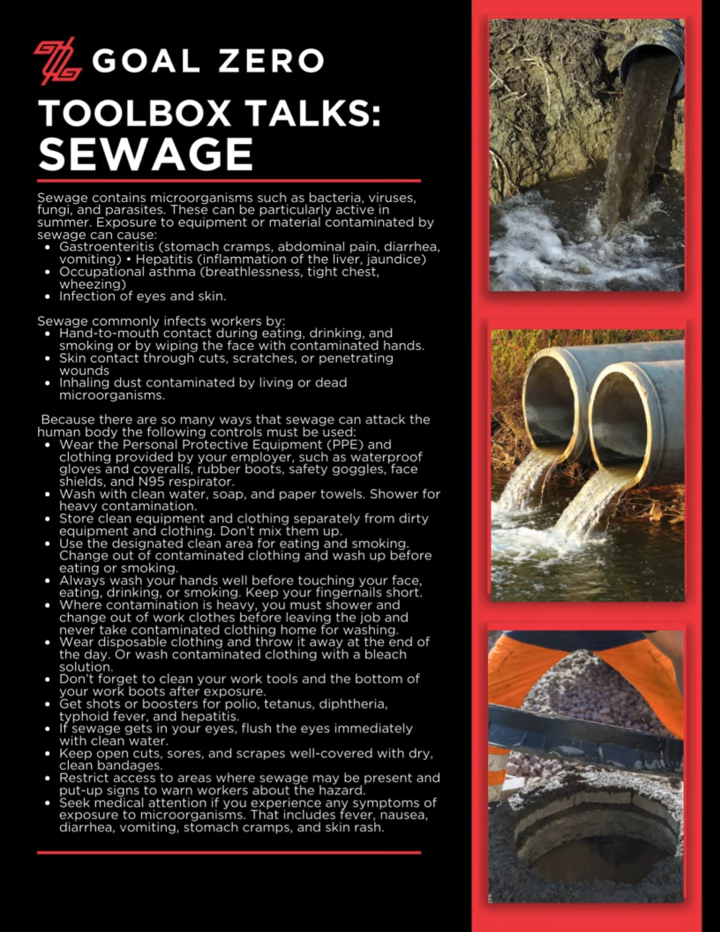 GOAL ZERO
TOOLBOX TALKS:
SEWAGE
Sewage contains microorganisms such as bacteria, viruses,
fungi, and parasites. These can be particularly active in
summer. Exposure to equipment or material contaminated by
sewage can cause:
• Gastroenteritis (stomach cramps, abdominal pain, diarrhea,
vomiting) • Hepatitis (inflammation of the liver, jaundice)
• Occupational asthma (breathlessness, tight chest,
wheezing)
• Infection of eyes and skin.
Sewage commonly infects workers by:
• Hand-to-mouth contact during eating, drinking, and
smoking or by wiping the face with contaminated hands.
• Skin contact through cuts, scratches, or penetrating
wounds
• Inhaling dust contaminated by living or dead
microorganisms.
Because there are so many ways that sewage can attack the
human body the following controls must be used:
• Wear the Personal Protective Equipment (PPE) and
clothing provided by your employer, such as waterproof
gloves and coveralls, rubber boots, safety goggles, face
shields, and N95 respirator.
• Wash with clean water, soap, and paper towels. Shower for
heavy contamination.
• Store clean equipment and clothing separately from dirty
equipment and clothing. Don't mix them up.
• Use the designated clean area for eating and smoking.
Change out of contaminated clothing and wash up before
eating or smoking.
• Always wash your hands well before touching your face,
eating, drinking, or smoking. Keep your fingernails short.
• Where contamination is heavy, you must shower and
change out of work clothes before leaving the job and
never take contaminated clothing home for washing.
• Wear disposable clothing and throw it away at the end of
the day. Or wash contaminated clothing with a bleach
solution.
• Don't forget to clean your work tools and the bottom of
your work boots after exposure.
• Get shots or boosters for polio, tetanus, diphtheria,
typhoid fever, and hepatitis.
• If sewage gets in your eyes, flush the eyes immediately
with clean water.
• Keep open cuts, sores, and scrapes well-covered with dry,
clean bandages.
• Restrict access to areas where sewage may be present and
put-up signs to warn workers about the hazard.
• Seek medical attention if you experience any symptoms of
exposure to microorganisms. That includes fever, nausea,
diarrhea, vomiting, stomach cramps, and skin rash.